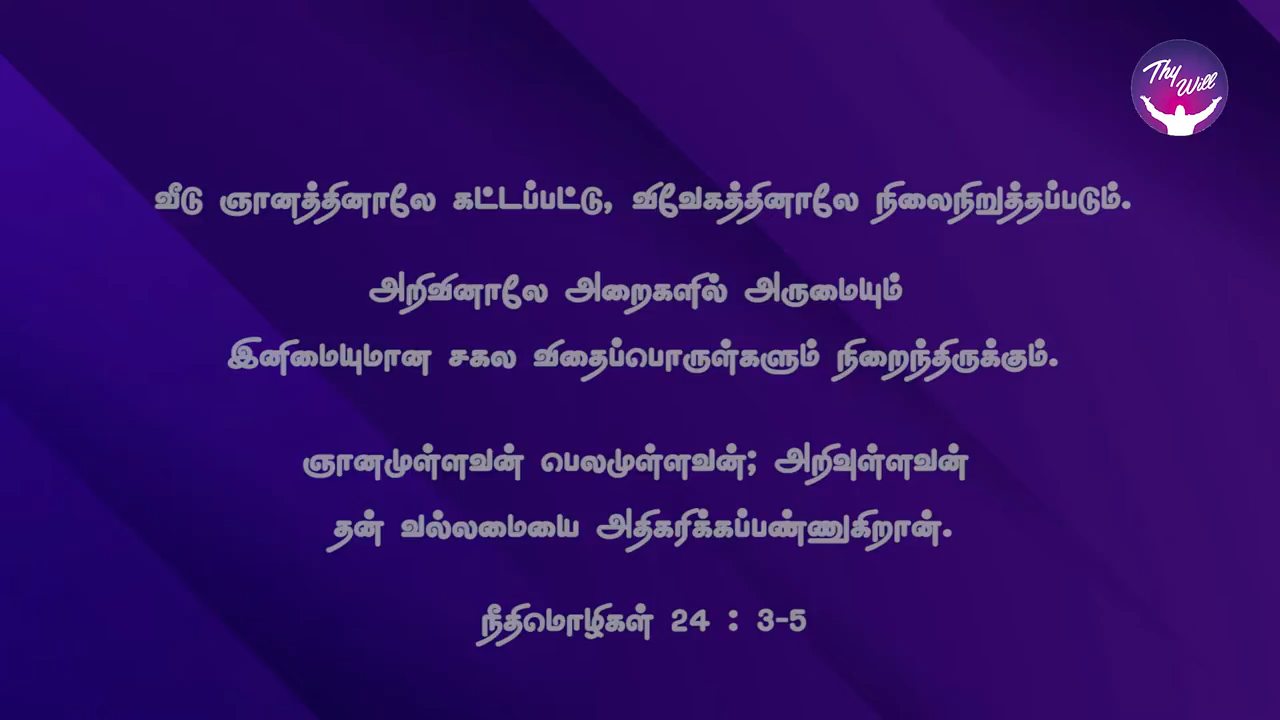 Thy
Will
வீடு ஞானத்தினாலே கட்டப்பட்டு, விவேகத்தினாலே நிலைநிறுத்தப்படும்.
அறிவினாலே அறைகளில் அருமையும்
இனிமையுமான சகல விதைப்பொருள்களும் நிறைந்திருக்கும்.
ஞானமுள்ளவன் பெலமுள்ளவன்; அறிவுள்ளவன்
தன் வல்லமையை அதிகரிக்கப்பண்ணுகிறான்.
நீதிமொழிகள் 24 : 3-5